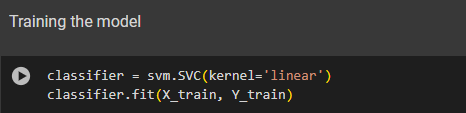 Training the model
classifier = svm.SVC(kernel='linear')
classifier.fit(X_train, Y_train)